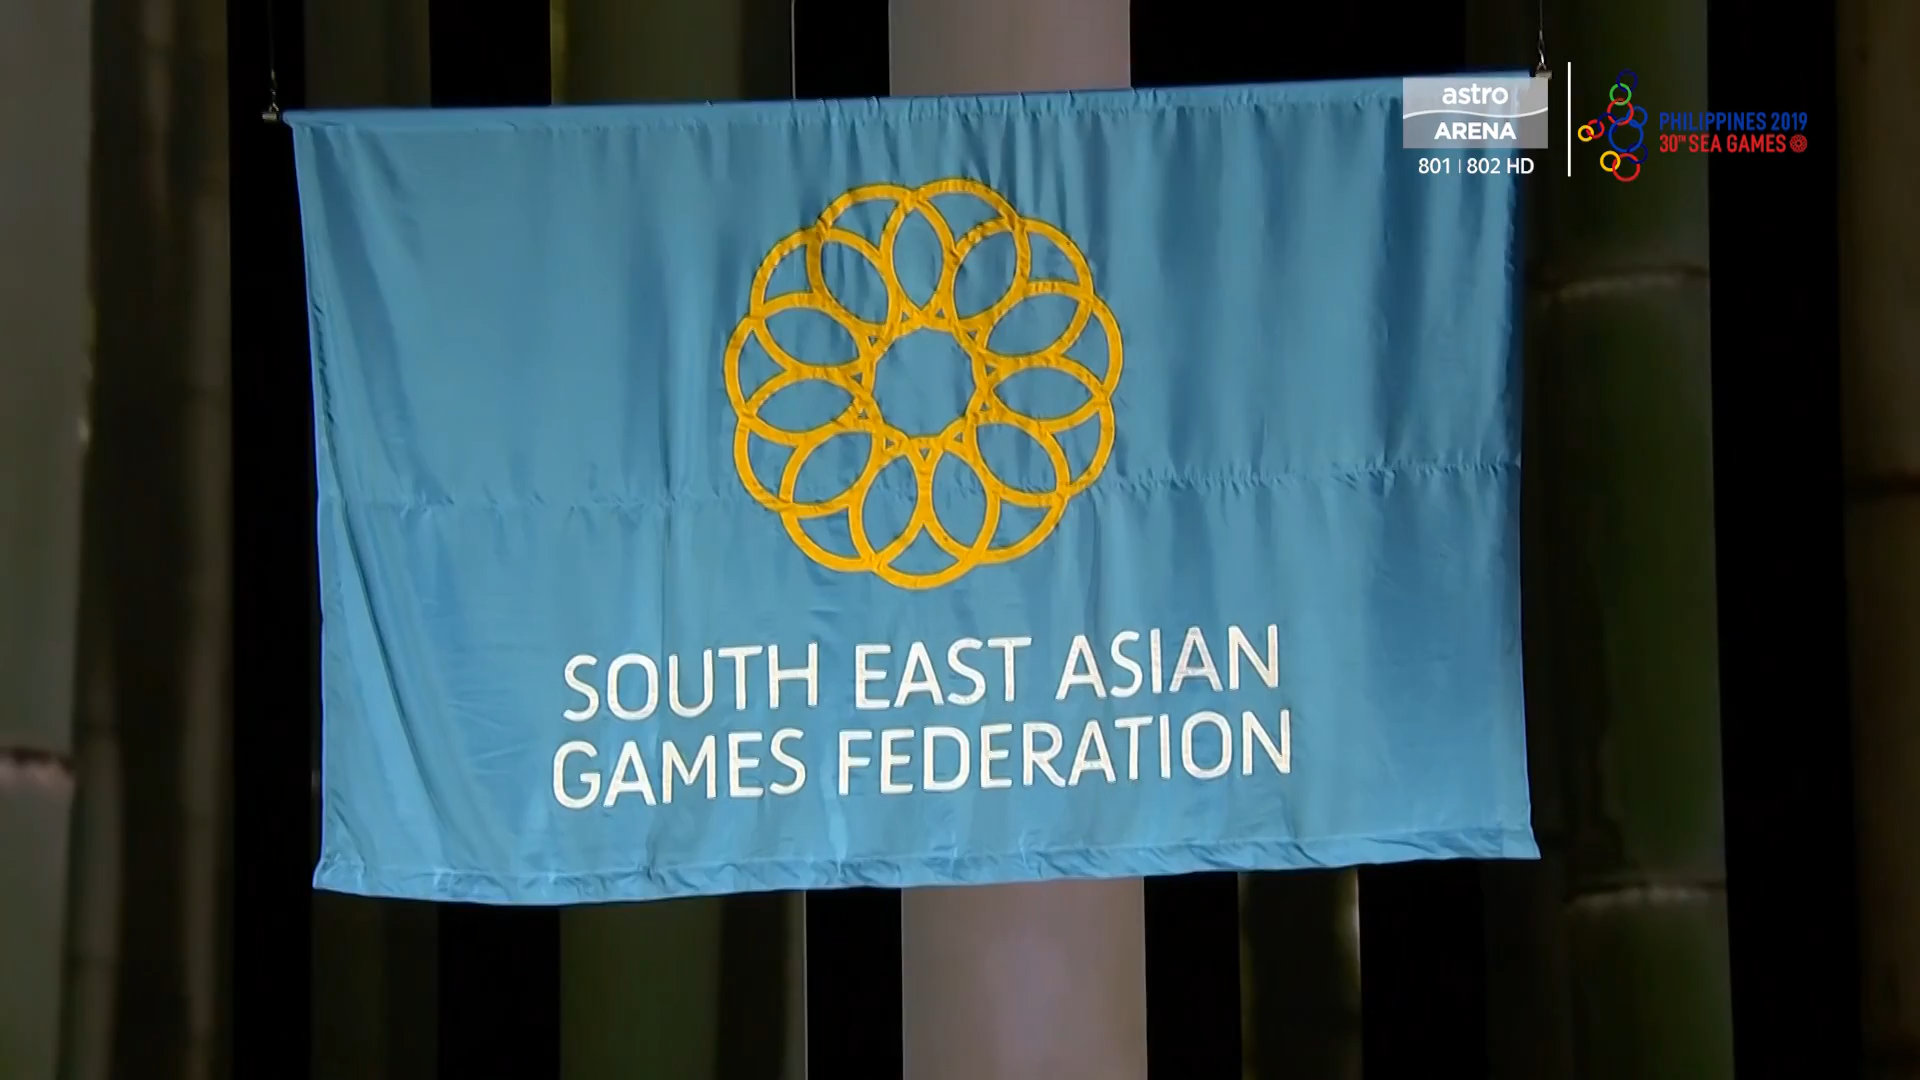 astro
ARENA
801 | 802 HD
PHILIPPINES 2019
30TH SEA GAMES
SOUTH EAST ASIAN
GAMES FEDERATION